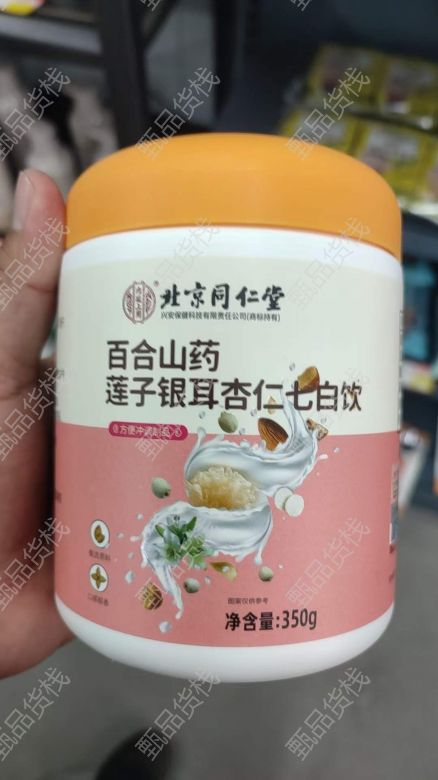 北京同仁堂
兴安保健科技有限责任公司(商标持有)
百合山药
莲子银耳杏仁七白饮
方便冲调
图案仅供参考
净含量:350g
甄品货栈